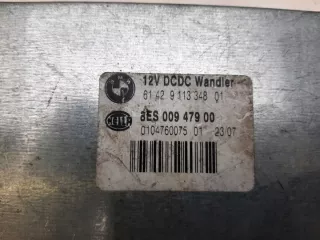 12V DCDC Wandler
61 42 9 113 348 01
8ES 009 479 00
0104760075 01 23/07